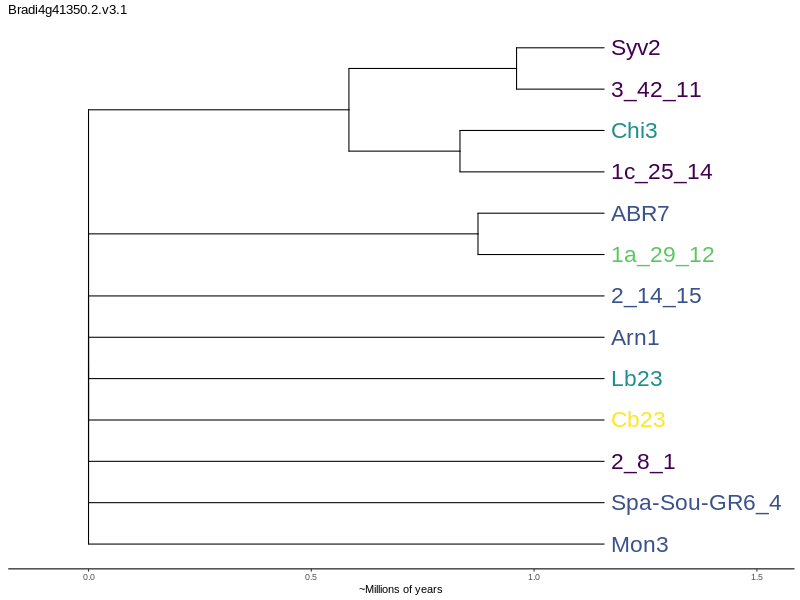 Bradi4g41350.2.v3.1
Syv2
3_42_11
Chi3
1c_25_14
ABR7
1a_29_12
2_14_15
Arn1
Lb23
Cb23
2_8_1
Spa-Sou-GR6_4
Mon3
0.0 0.5 1.0 1.5
~Millions of years